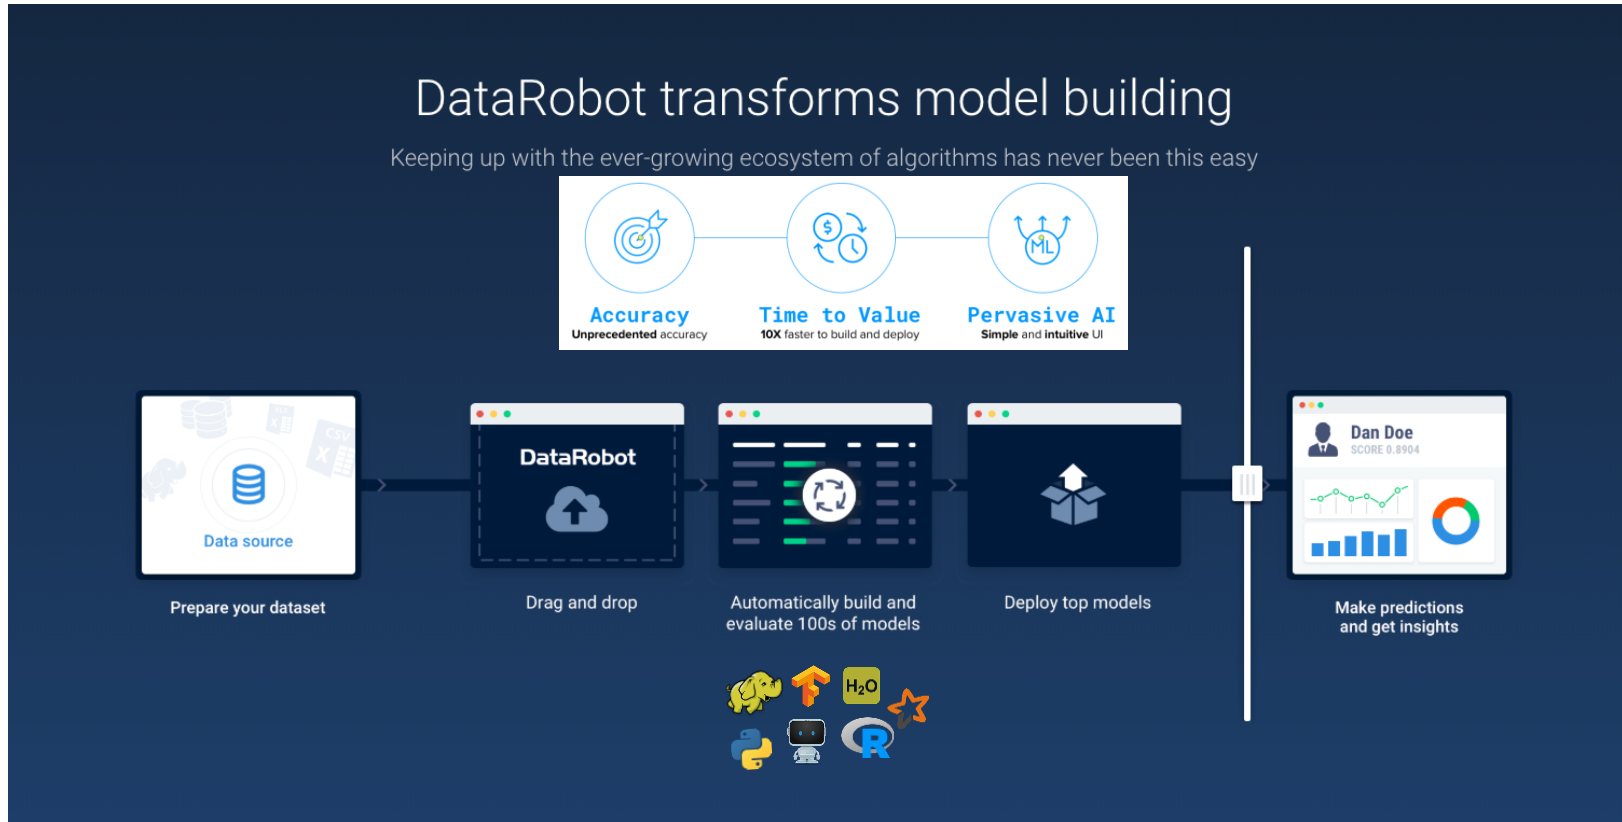 DataRobot transforms model building
Keeping up with the ever-growing ecosystem of algorithms has never been this easy
ML
Accuracy
Unprecedented accuracy
$
Time to Value
10X faster to build and deploy
Pervasive AI
Simple and intuitive UI
XLS
X
CSV
X
Data source
Prepare your dataset
DataRobot
Drag and drop
Automatically build and
evaluate 100s of models
Deploy top models
Dan Doe
SCORE 0.8904
Make predictions
and get insights
H2O
R